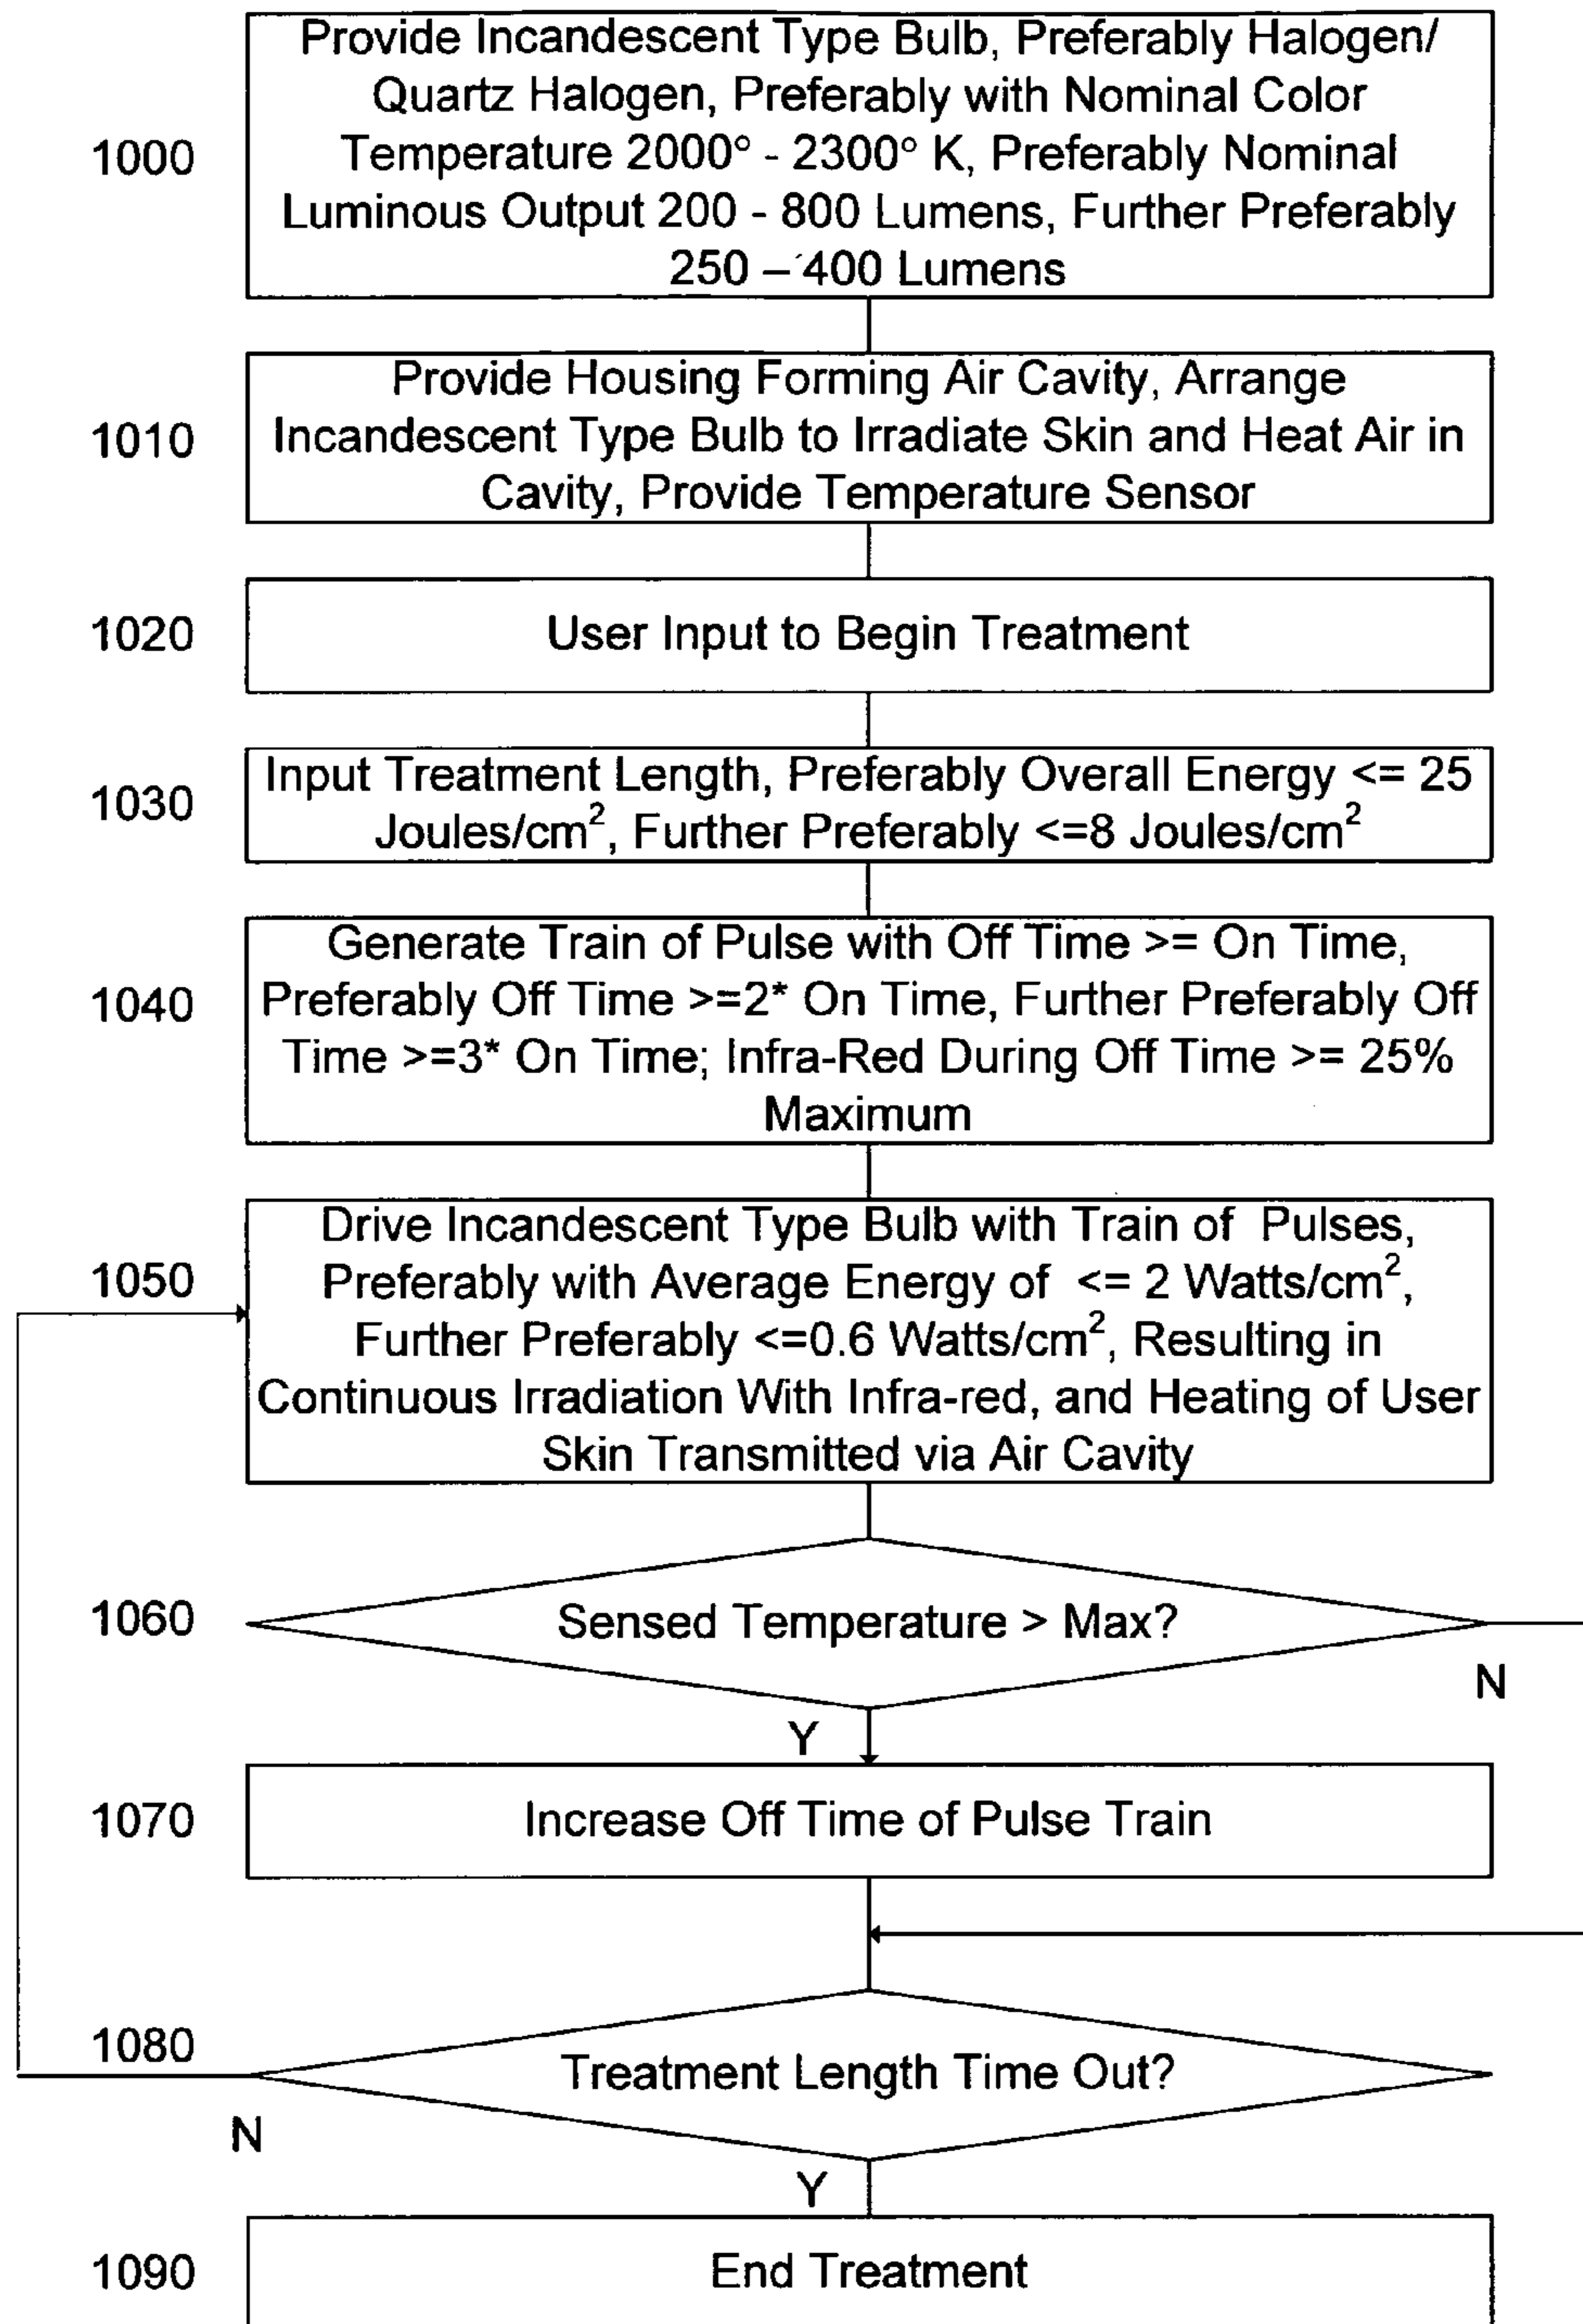 Provide Incandescent Type Bulb, Preferably Halogen/
Quartz Halogen, Preferably with Nominal Color
1000
Temperature 2000° - 2300° K, Preferably Nominal
Luminous Output 200 - 800 Lumens, Further Preferably
250 – 400 Lumens
Provide Housing Forming Air Cavity, Arrange
1010
Incandescent Type Bulb to Irradiate Skin and Heat Air in
Cavity, Provide Temperature Sensor
1020
User Input to Begin Treatment
1030
Input Treatment Length, Preferably Overall Energy <= 25
Joules/cm², Further Preferably <=8 Joules/cm²
Generate Train of Pulse with Off Time >= On Time,
1040
Preferably Off Time >=2* On Time, Further Preferably Off
Time >=3* On Time; Infra-Red During Off Time >= 25%
Maximum
Drive Incandescent Type Bulb with Train of Pulses,
1050
Preferably with Average Energy of <= 2 Watts/cm²,
Further Preferably <=0.6 Watts/cm², Resulting in
Continuous Irradiation With Infra-red, and Heating of User
Skin Transmitted via Air Cavity
1060
Sensed Temperature > Max?
N
Y
1070
Increase Off Time of Pulse Train
1080
Treatment Length Time Out?
N
Y
1090
End Treatment